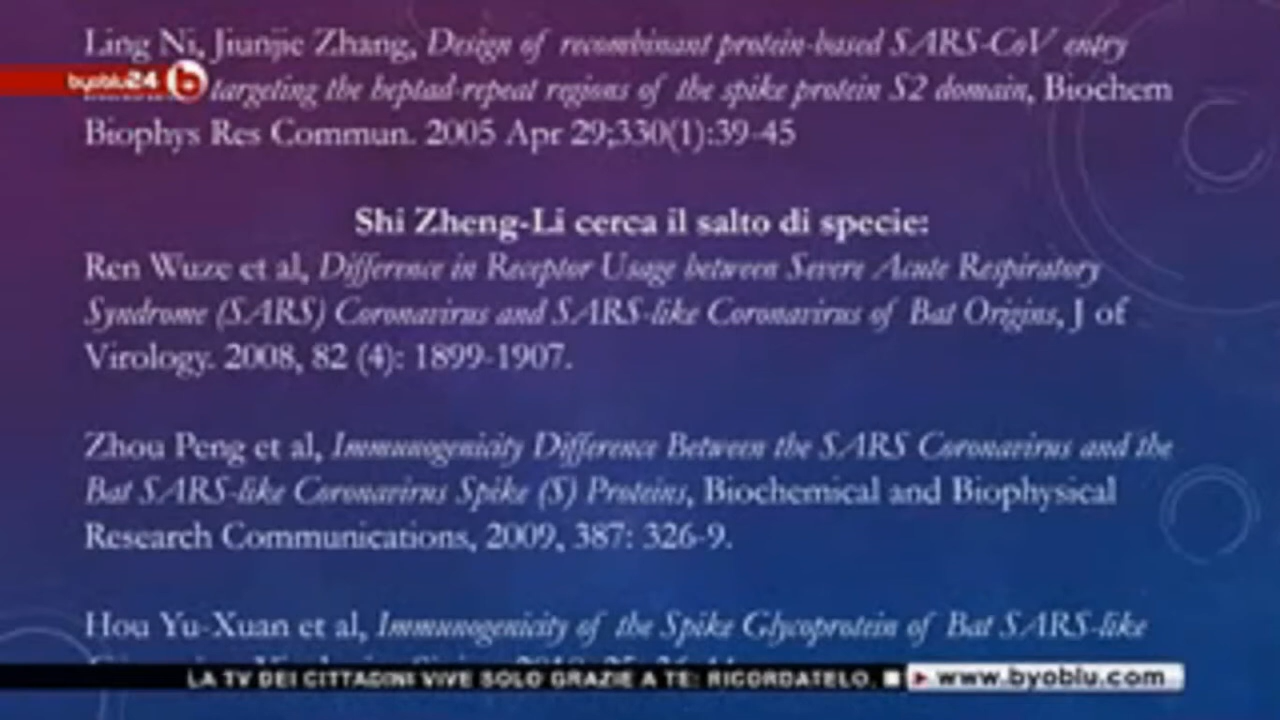 Ling Ni, Jiunjie Zhang, Design of recombinant protein-based SARS-CoV entry
byoblu24 b targeting the heptad-repeat regions of the spike protein S2 domain, Biochem
Biophys Res Commun. 2005 Apr 29;330(1):39-45
Shi Zheng-Li cerca il salto di specie:
Ren Wuze et al, Difference in Receptor Usage between Severe Acute Respiratory
Syndrome (SARS) Coronavirus and SARS-like Coronavirus of Bat Origins, J of
Virology. 2008, 82 (4): 1899-1907.
Zhou Peng et al, Immunogenicity Difference Between the SARS Coronavirus and the
Bat SARS-like Coronavirus Spike (S) Proteins, Biochemical and Biophysical
Research Communications, 2009, 387: 326-9.
Hou Yu-Xuan et al, Immunogenicity of the Spike Glycoprotein of Bat SARS-like
LA TV DEI CITTADINI VIVE SOLO GRAZIE A TE: RICORDATELO. www.byoblu.com